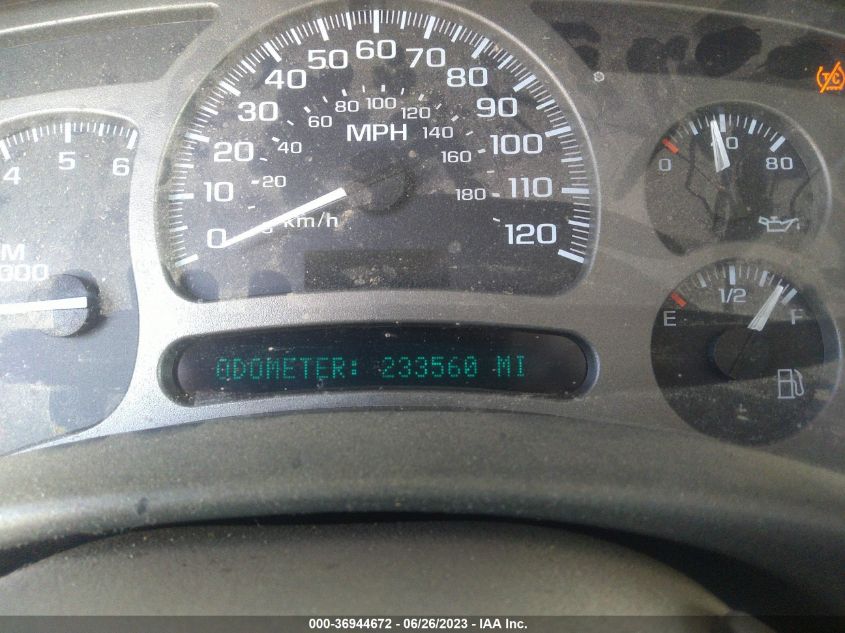 4 5 6
M
000
0 10 20 30 40 50 60 70 80 90 100 110 120
20 40 60 80 100 120 140 160 180
MPH
km/h
T/C
0 80
E 1/2 F
ODOMETER: 233560 MI
000-36944672 - 06/26/2023 - IAA Inc.